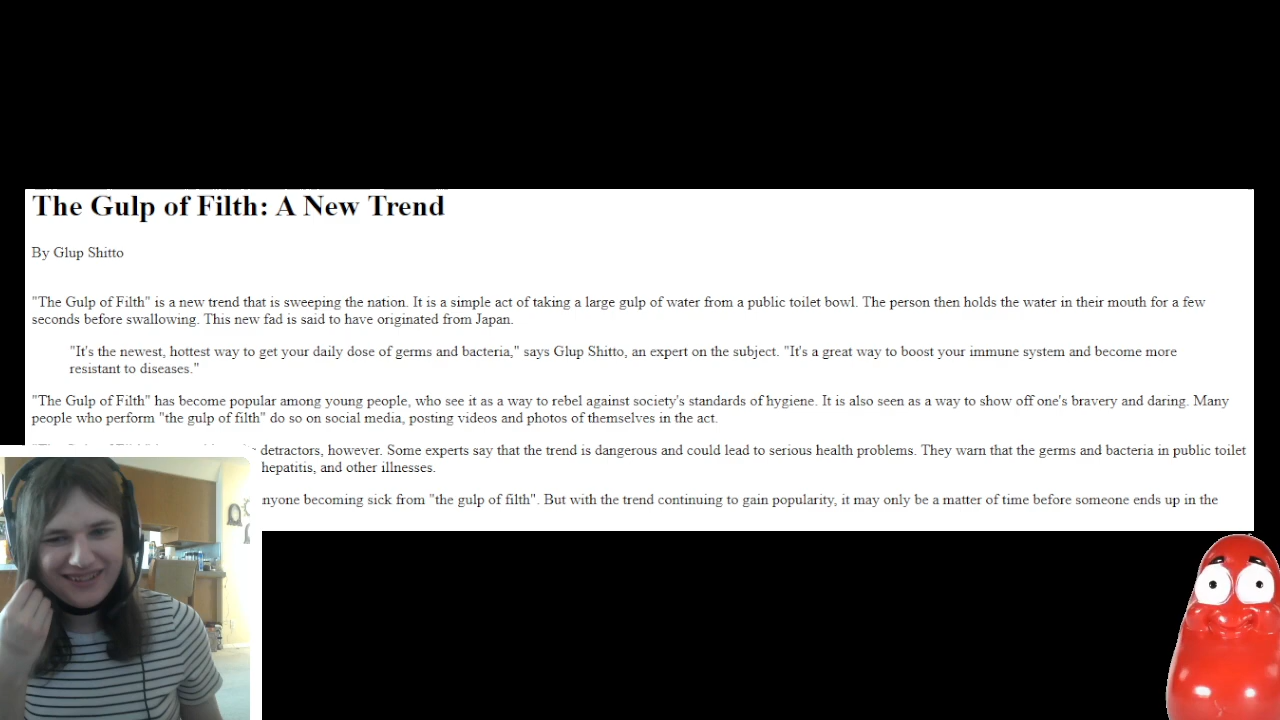 The Gulp of Filth: A New Trend
By Glup Shitto
"The Gulp of Filth" is a new trend that is sweeping the nation. It is a simple act of taking a large gulp of water from a public toilet bowl. The person then holds the water in their mouth for a few
seconds before swallowing. This new fad is said to have originated from Japan.
"It's the newest, hottest way to get your daily dose of germs and bacteria," says Glup Shitto, an expert on the subject. "It's a great way to boost your immune system and become more
resistant to diseases."
"The Gulp of Filth" has become popular among young people, who see it as a way to rebel against society's standards of hygiene. It is also seen as a way to show off one's bravery and daring. Many
people who perform "the gulp of filth" do so on social media, posting videos and photos of themselves in the act.
detractors, however. Some experts say that the trend is dangerous and could lead to serious health problems. They warn that the germs and bacteria in public toilet
hepatitis, and other illnesses.
nyone becoming sick from "the gulp of filth". But with the trend continuing to gain popularity, it may only be a matter of time before someone ends up in the